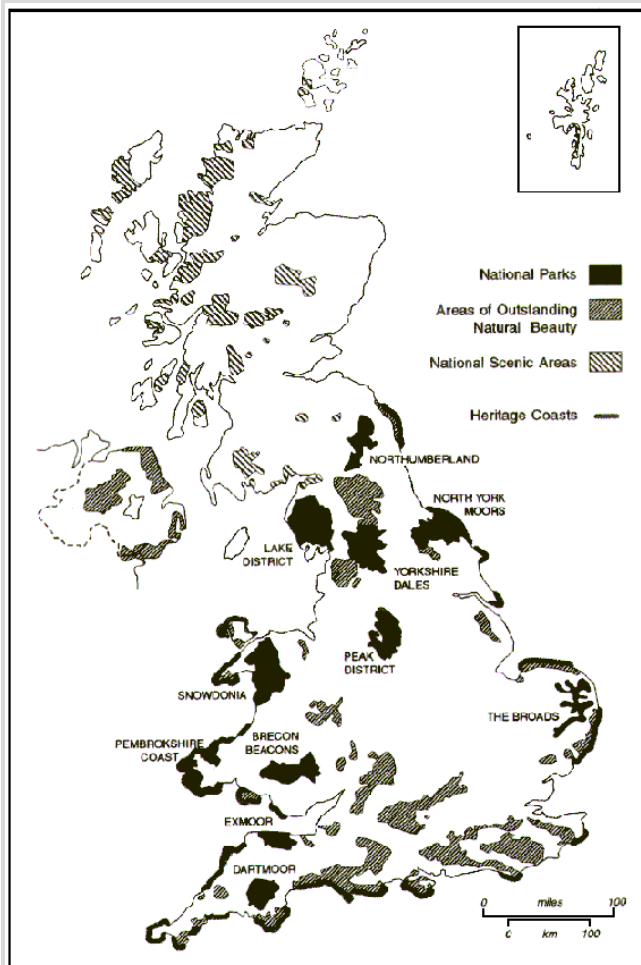 National Parks
Areas of Outstanding
Natural Beauty
National Scenic Areas
Heritage Coasts
NORTHUMBERLAND
NORTH YORK
MOORS
LAKE
DISTRICT
YORKSHIRE
DALES
PEAK
DISTRICT
SNOWDONIA
THE BROADS
PEMBROKSHIRE
COAST
BRECON
BEACONS
EXMOOR
DARTMOOR
0 miles 100
0 km 100